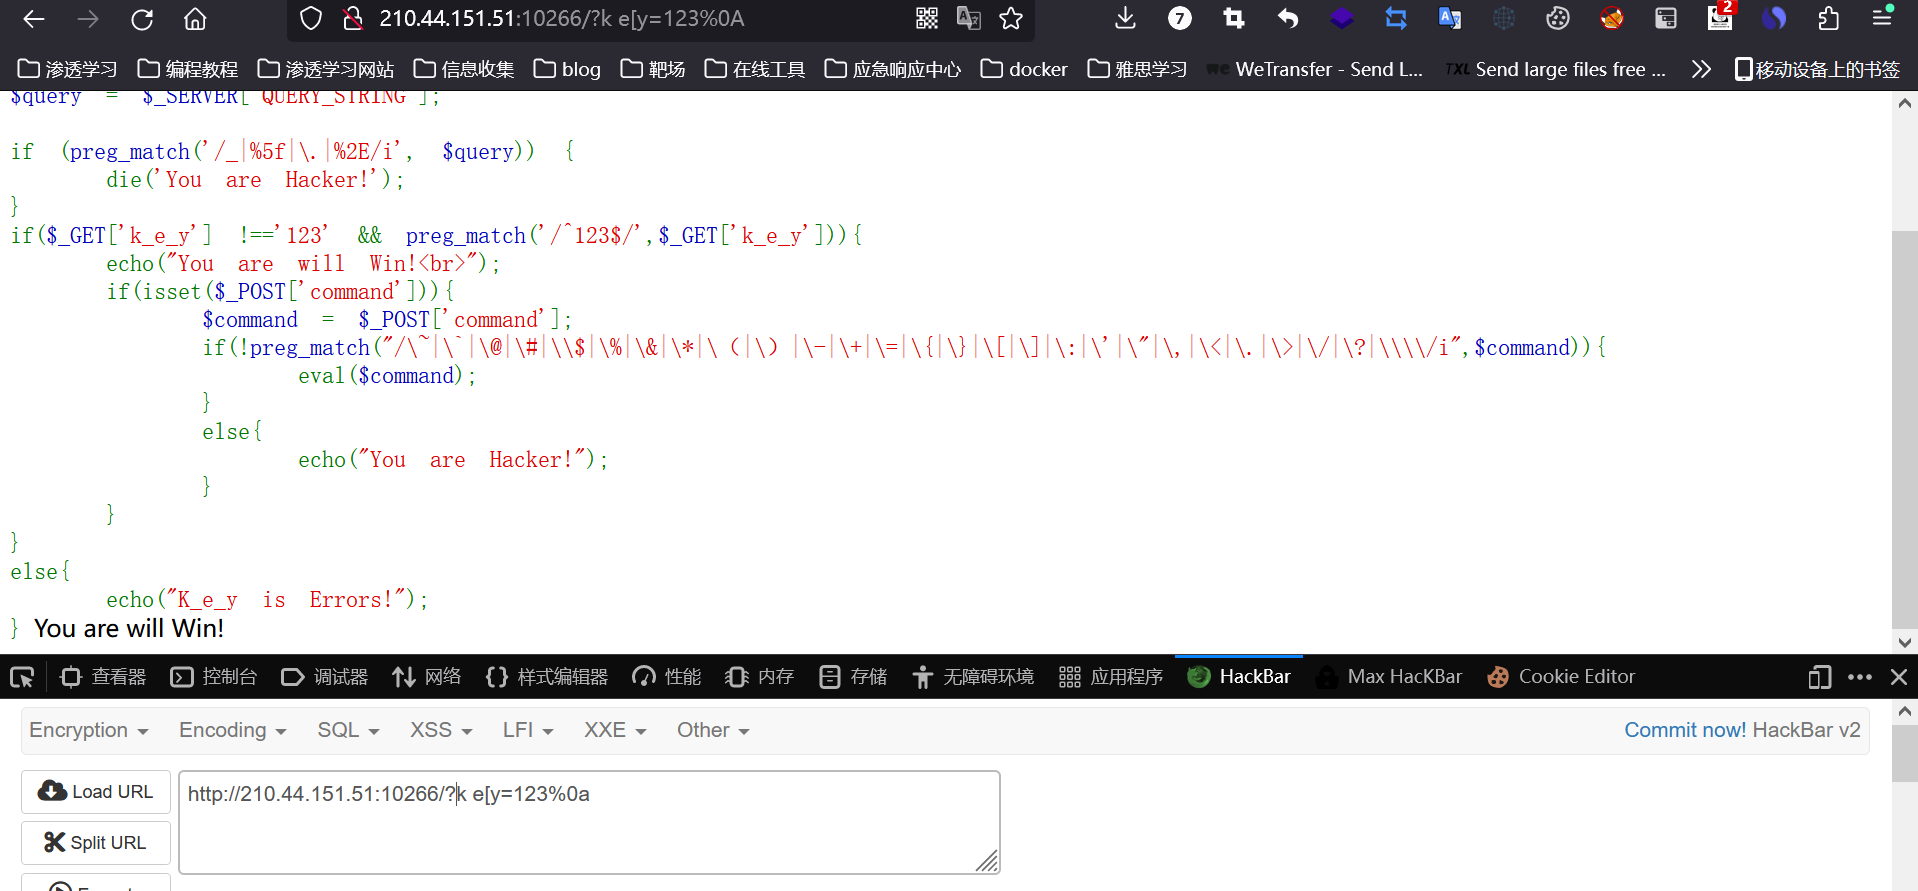 210.44.151.51:10266/?k e[y=123%0A
7
2
渗透学习 编程教程 渗透学习网站 信息收集 blog 靶场 在线工具 应急响应中心 docker 雅思学习 we WeTransfer - Send L... TXL Send large files free ... 移动设备上的书签
$query = $_SERVER['QUERY_STRING'];
if (preg_match('/_|%5f|\.|%2E/i', $query)) {
die('You are Hacker!');
}
if($_GET['k_e_y'] !=='123' && preg_match('/^123$/',$_GET['k_e_y'])){
echo("You are will Win!<br>");
if(isset($_POST['command'])){
$command = $_POST['command'];
if(!preg_match("/\~|\`|\@|\#|\\$|\%|\&|\*|\（|\）|\-|\+|\=|\{|\}|\[|\]|\:|\'|\"|\,|\<|\.|\>|\/|\?|\\\\/i",$command)){
eval($command);
}
else{
echo("You are Hacker!");
}
}
}
else{
echo("K_e_y is Errors!");
} You are will Win!
查看器 控制台 调试器 网络 样式编辑器 性能 内存 存储 无障碍环境 应用程序 HackBar Max HacKBar Cookie Editor
Encryption Encoding SQL XSS LFI XXE Other Commit now! HackBar v2
Load URL http://210.44.151.51:10266/?k e[y=123%0a
Split URL